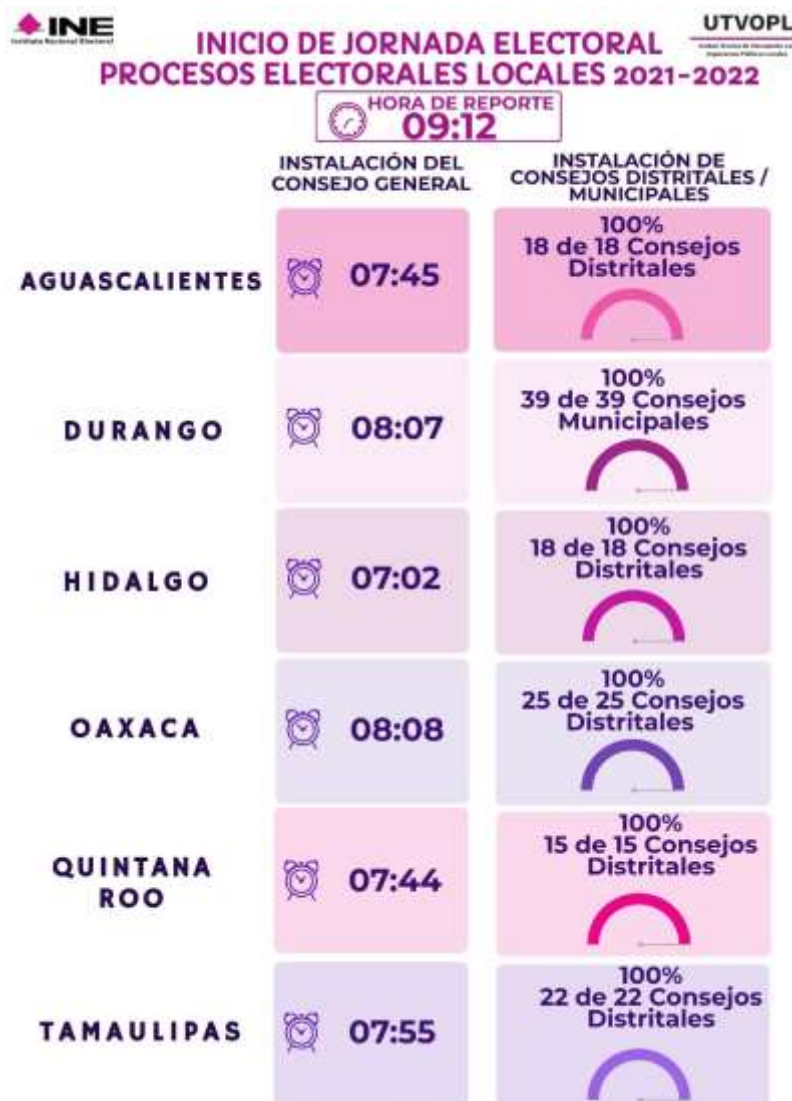 INE
Instituto Nacional Electoral
UTVOPL
INICIO DE JORNADA ELECTORAL
PROCESOS ELECTORALES LOCALES 2021-2022
HORA DE REPORTE
09:12
INSTALACIÓN DEL
CONSEJO GENERAL
INSTALACIÓN DE
CONSEJOS DISTRITALES /
MUNICIPALES
AGUASCALIENTES
07:45
100%
18 de 18 Consejos
Distritales
DURANGO
08:07
100%
39 de 39 Consejos
Municipales
HIDALGO
07:02
100%
18 de 18 Consejos
Distritales
OAXACA
08:08
100%
25 de 25 Consejos
Distritales
QUINTANA
ROO
07:44
100%
15 de 15 Consejos
Distritales
TAMAULIPAS
07:55
100%
22 de 22 Consejos
Distritales